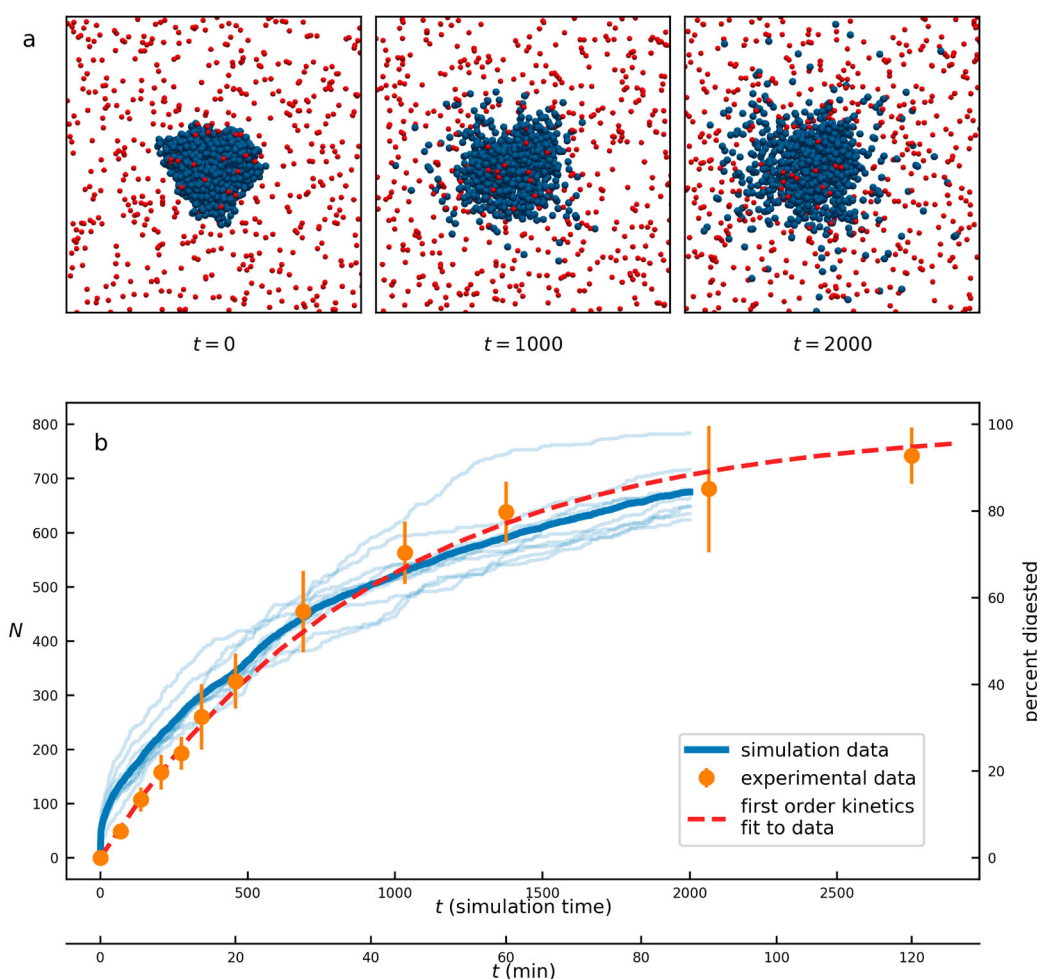 a
t = 0
t = 1000
t = 2000
b
800
700
600
500
400
300
200
100
0
N
100
80
60
40
20
0
percent digested
simulation data
experimental data
first order kinetics
fit to data
0 500 1000 1500 2000 2500
t (simulation time)
0 20 40 60 80 100 120
t (min)